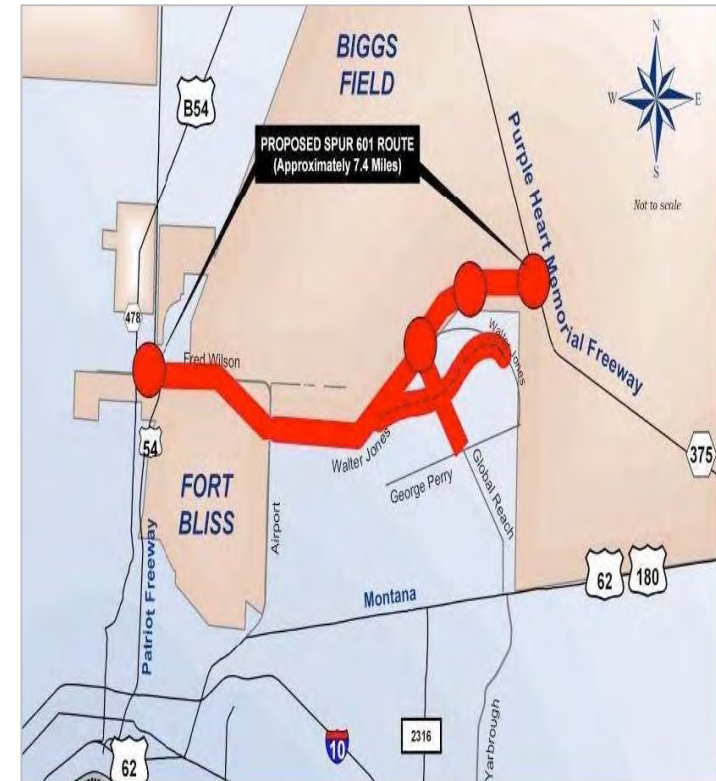 BIGGS
FIELD
N
W
E
S
Not to scale
B54
PROPOSED SPUR 601 ROUTE
(Approximately 7.4 Miles)
Purple Heart Memorial Freeway
478
Fred Wilson
Walter Jones
54
Walter Jones
375
FORT
BLISS
George Perry
Global Reach
Airport
Patriot Freeway
62
180
Montana
Yarbrough
10
2316
62